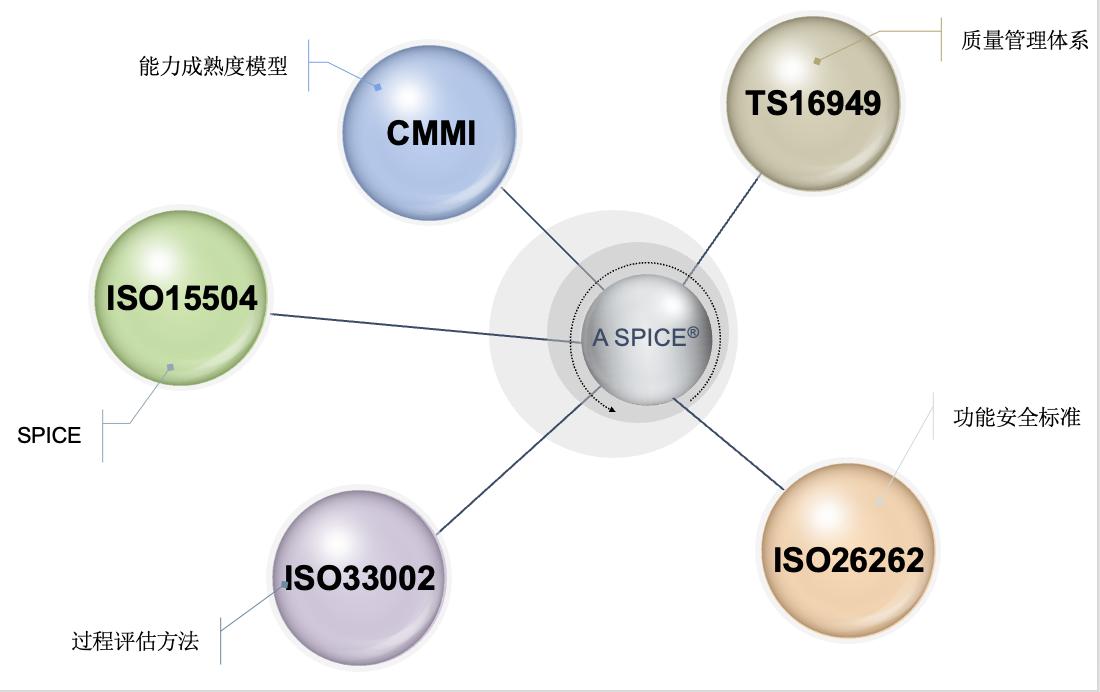 质量管理体系
能力成熟度模型
TS16949
CMMI
ISO15504
A SPICE®
功能安全标准
SPICE
ISO26262
ISO33002
过程评估方法